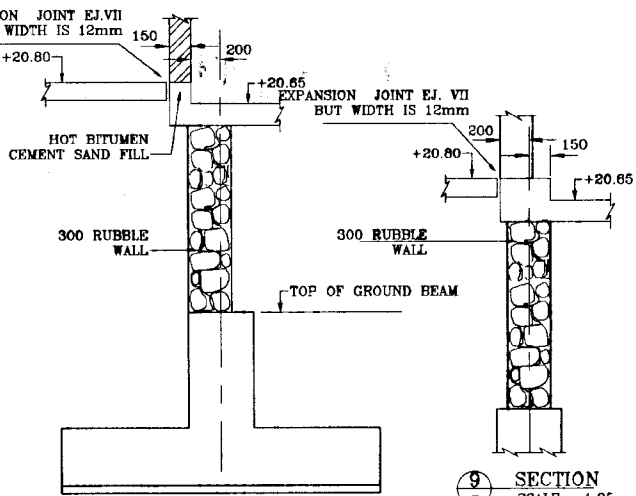 ON JOINT EJ.VII
WIDTH IS 12mm
150
200
+20.80
+20.65
EXPANSION JOINT EJ. VII
BUT WIDTH IS 12mm
HOT BITUMEN
CEMENT SAND FILL
200
150
+20.80
+20.65
300 RUBBLE
WALL
300 RUBBLE
WALL
TOP OF GROUND BEAM
9
SECTION